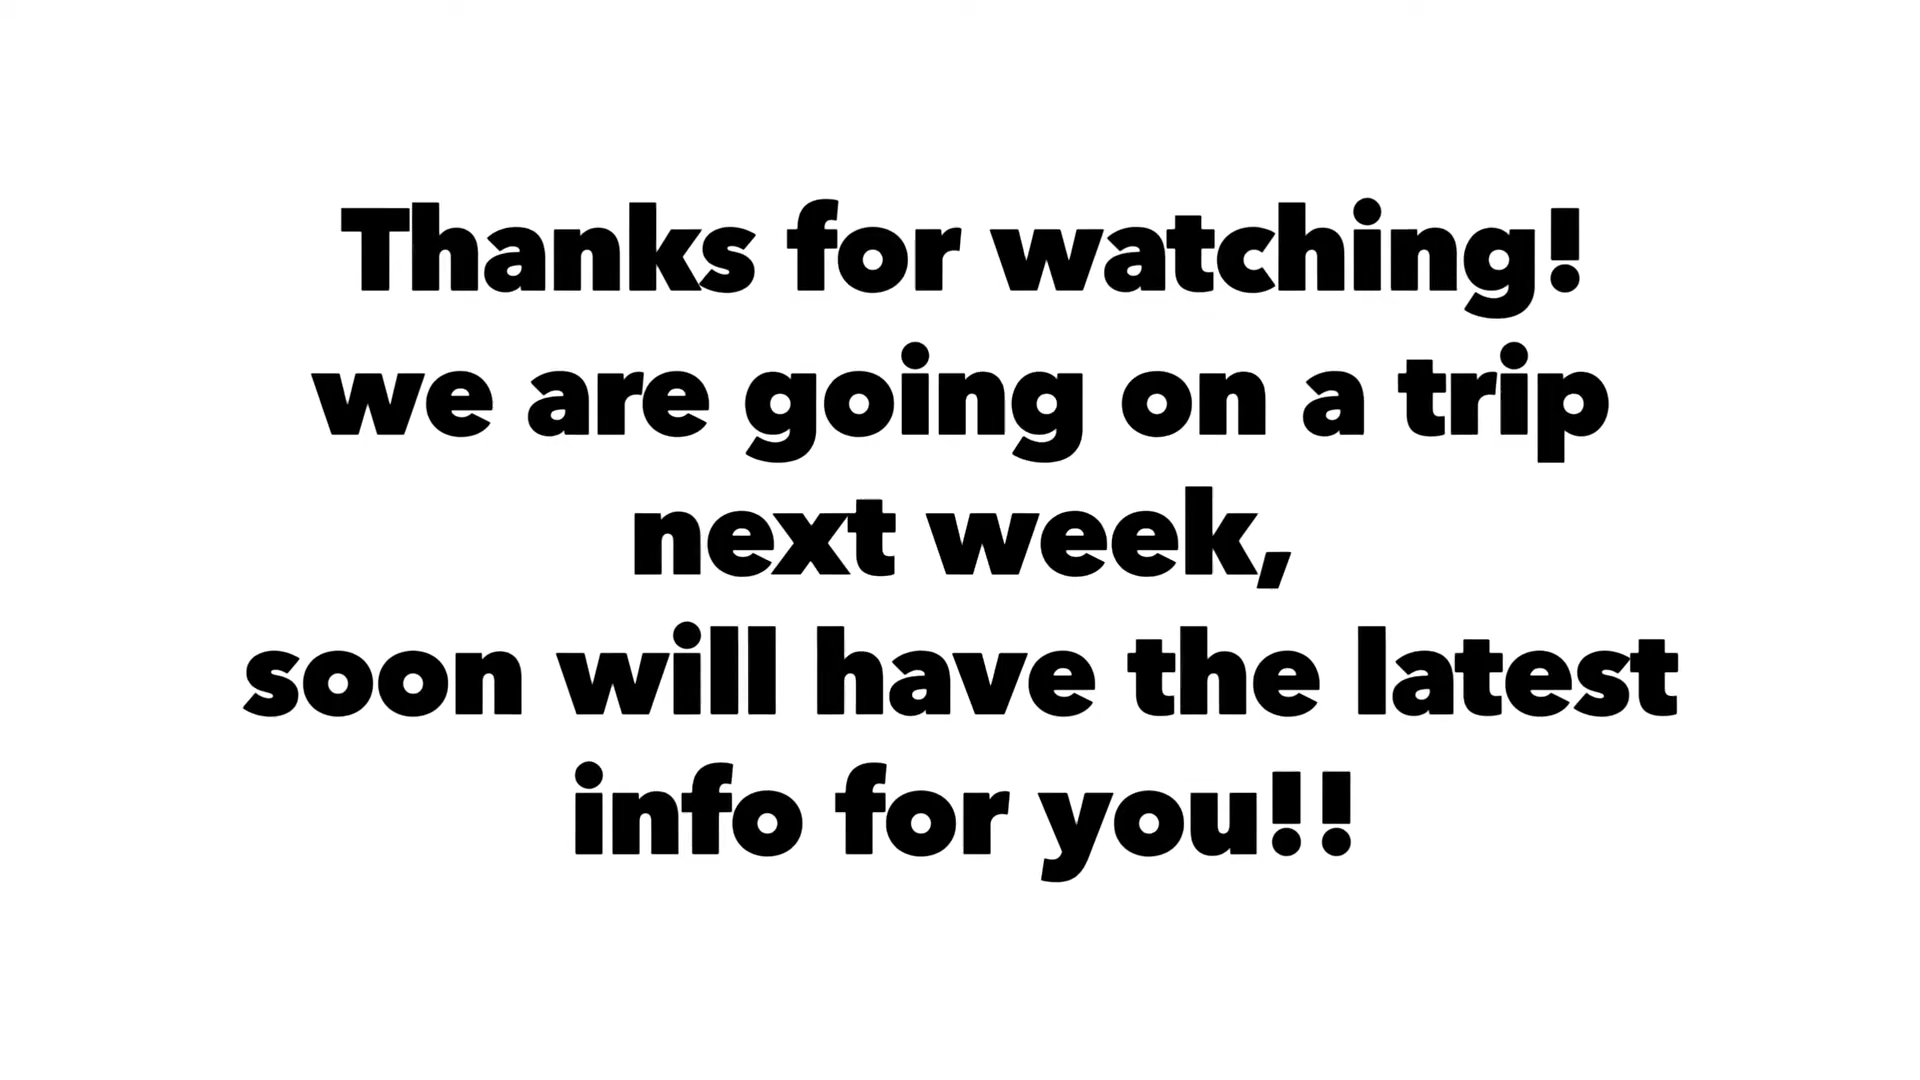 Thanks for watching!
we are going on a trip
next week,
soon will have the latest
info for you!!